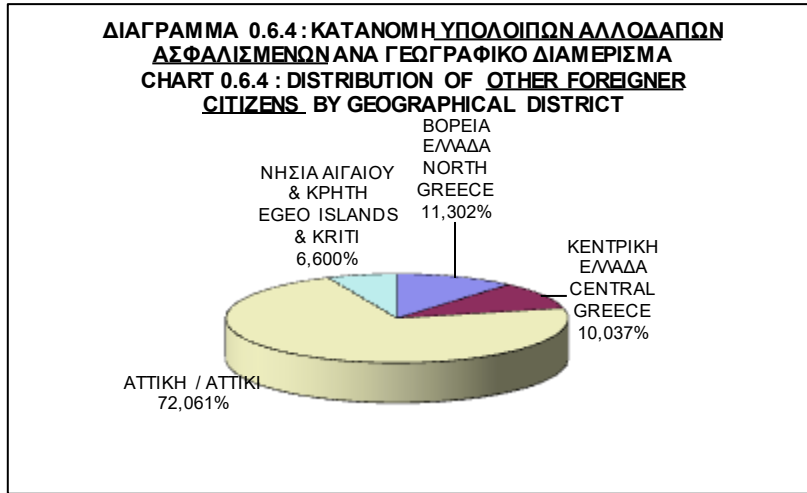 ΔΙΑΓΡΑΜΜΑ 0.6.4 : ΚΑΤΑΝΟΜΗ ΥΠΟΛΟΙΠΩΝ ΑΛΛΟΔΑΠΩΝ
ΑΣΦΑΛΙΣΜΕΝΩΝ ΑΝΑ ΓΕΩΓΡΑΦΙΚΟ ΔΙΑΜΕΡΙΣΜΑ
CHART 0.6.4 : DISTRIBUTION OF OTHER FOREIGNER
CITIZENS BY GEOGRAPHICAL DISTRICT
ΒΟΡΕΙΑ
ΕΛΛΑΔΑ
NORTH
GREECE
11,302%
ΝΗΣΙΑ ΑΙΓΑΙΟΥ
& ΚΡΗΤΗ
EGEO ISLANDS
& KRITI
6,600%
ΚΕΝΤΡΙΚΗ
ΕΛΛΑΔΑ
CENTRAL
GREECE
10,037%
ΑΤΤΙΚΗ / ATTIKI
72,061%